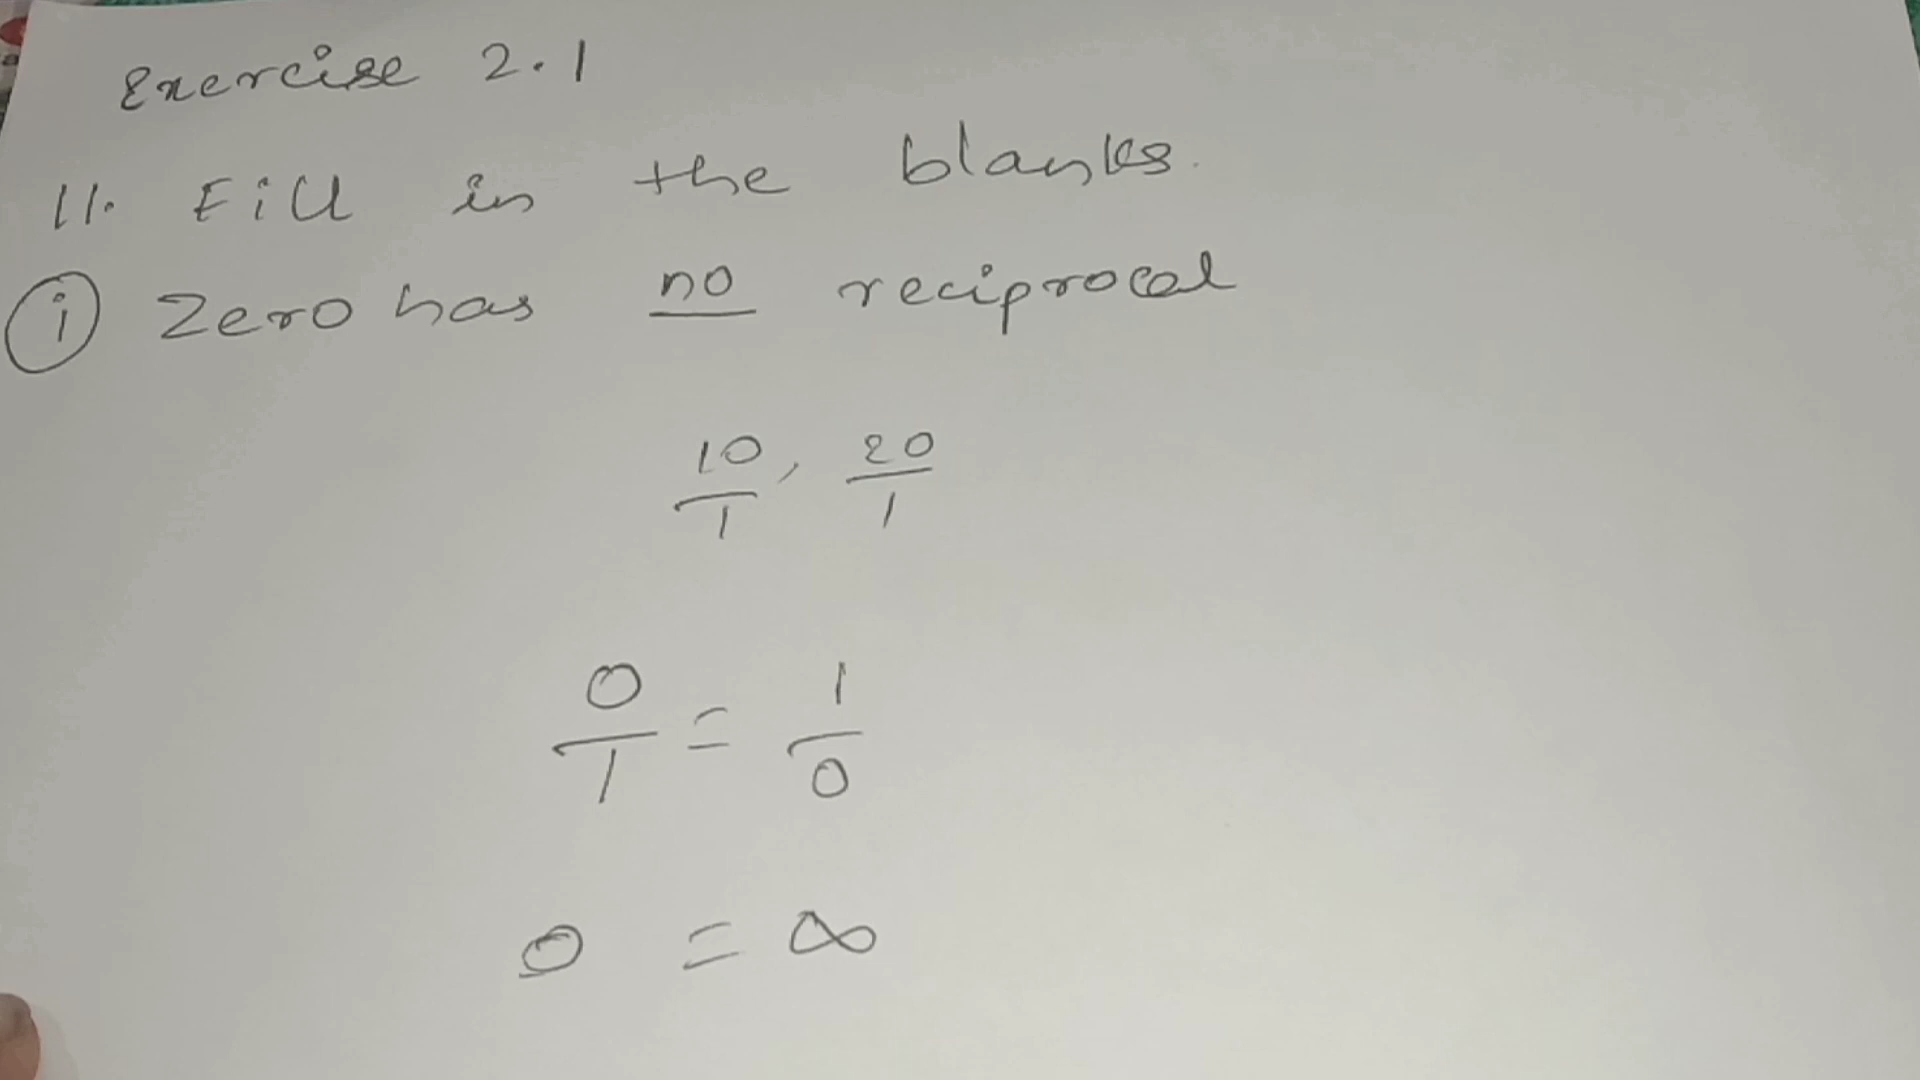 Exercise 2.1
11. Fill in the blanks.
i Zero has no reciprocal
10/1, 20/1
0/1 = 1/0
0 = ∞